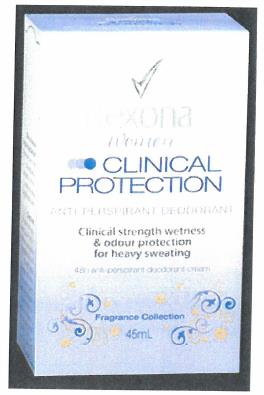 Rexona
women
CLINICAL
PROTECTION
ANTI-PERSPIRANT DEODORANT
Clinical strength wetness
& odour protection
for heavy sweating
48h anti-perspirant deodorant cream
Fragrance Collection
45mL